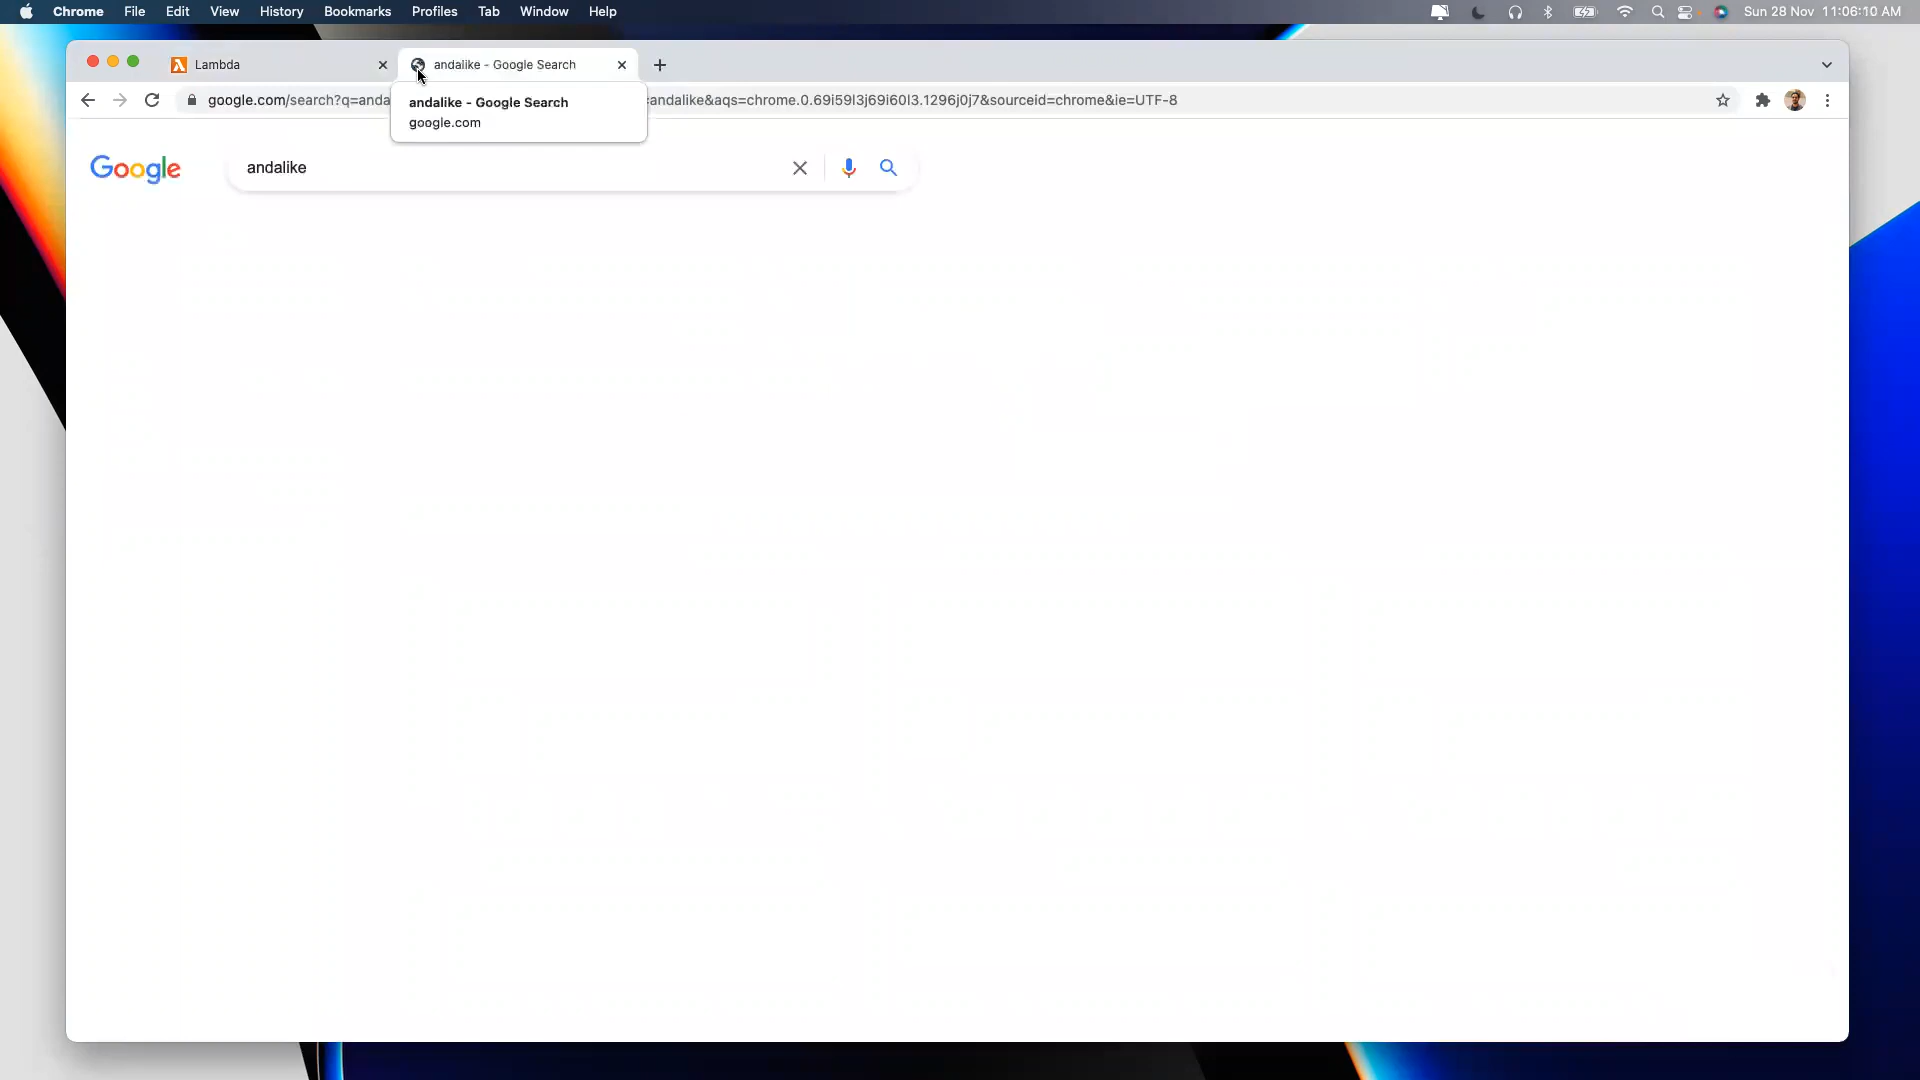 Chrome File Edit View History Bookmarks Profiles Tab Window Help Sun 28 Nov 11:06:10 AM
Lambda andalike - Google Search
google.com/search?q=anda =andalike&aqs=chrome.0.69i59l3j69i60l3.1296j0j7&sourceid=chrome&ie=UTF-8
andalike - Google Search
google.com
Google andalike